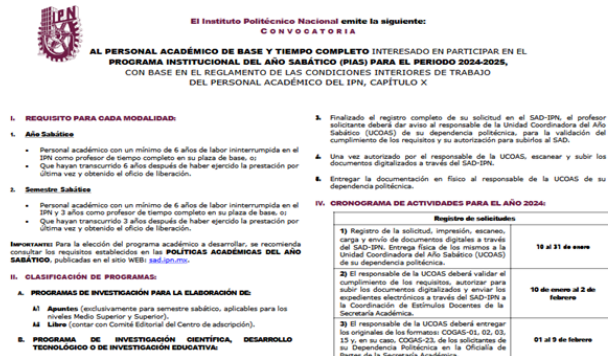 IPN
El Instituto Politécnico Nacional emite la siguiente:
CONVOCATORIA
AL PERSONAL ACADÉMICO DE BASE Y TIEMPO COMPLETO INTERESADO EN PARTICIPAR EN EL
PROGRAMA INSTITUCIONAL DEL AÑO SABÁTICO (PIAS) PARA EL PERIODO 2024-2025,
CON BASE EN EL REGLAMENTO DE LAS CONDICIONES INTERIORES DE TRABAJO
DEL PERSONAL ACADÉMICO DEL IPN, CAPÍTULO X
I. REQUISITO PARA CADA MODALIDAD:
1. Año Sabático
• Personal académico con un mínimo de 6 años de labor ininterrumpida en el
IPN como profesor de tiempo completo en su plaza de base, o;
• Que hayan transcurrido 6 años después de haber ejercido la prestación por
última vez y obtenido el oficio de liberación.
2. Semestre Sabático
• Personal académico con un mínimo de 6 años de labor ininterrumpida en el
IPN y 3 años como profesor de tiempo completo en su plaza de base, o;
• Que hayan transcurrido 3 años después de haber ejercido la prestación por
última vez y obtenido el oficio de liberación.
IMPORTANTE: Para la elección del programa académico a desarrollar, se recomienda
consultar los requisitos establecidos en las POLÍTICAS ACADÉMICAS DEL AÑO
SABÁTICO, publicadas en el sitio WEB: sad.ipn.mx.
II. CLASIFICACIÓN DE PROGRAMAS:
A. PROGRAMAS DE INVESTIGACIÓN PARA LA ELABORACIÓN DE:
A1 Apuntes (exclusivamente para semestre sabático, aplicables para los
niveles Medio Superior y Superior).
A2 Libro (contar con Comité Editorial del Centro de adscripción).
B. PROGRAMA DE INVESTIGACIÓN CIENTÍFICA, DESARROLLO
TECNOLÓGICO O DE INVESTIGACIÓN EDUCATIVA:
3. Finalizado el registro completo de su solicitud en el SAD-IPN, el profesor
solicitante deberá dar aviso al responsable de la Unidad Coordinadora del Año
Sabático (UCOAS) de su dependencia politécnica, para la validación del
cumplimiento de los requisitos y su autorización para subirlos al SAD.
4. Una vez autorizado por el responsable de la UCOAS, escanear y subir los
documentos digitalizados a través del SAD-IPN.
5. Entregar la documentación en físico al responsable de la UCOAS de su
dependencia politécnica.
IV. CRONOGRAMA DE ACTIVIDADES PARA EL AÑO 2024:
Registro de solicitudes
1) Registro de la solicitud, impresión, escaneo,
carga y envío de documentos digitales a través
del SAD-IPN. Entrega física de los mismos a la
Unidad Coordinadora del Año Sabático (UCOAS)
de su dependencia politécnica.
10 al 31 de enero
2) El responsable de la UCOAS deberá validar el
cumplimiento de los requisitos, autorizar para
subir los documentos digitalizados y enviar los
expedientes electrónicos a través del SAD-IPN a
la Coordinación de Estímulos Docentes de la
Secretaría Académica.
10 de enero al 2 de
febrero
3) El responsable de la UCOAS deberá entregar
los originales de los formatos: COGAS-01, 02, 03,
15 y, en su caso, COGAS-23, de los solicitantes de
su Dependencia Politécnica en la Oficialía de
Partes de la Secretaría Académica.
01 al 9 de febrero